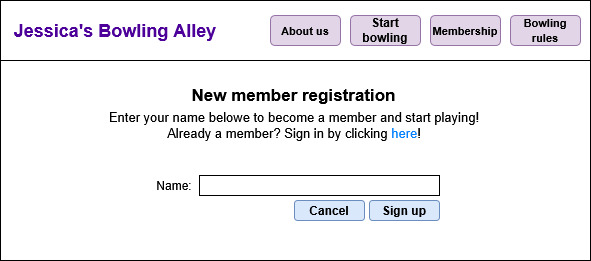 Jessica's Bowling Alley
About us
Start
bowling
Membership
Bowling
rules
New member registration
Enter your name belowe to become a member and start playing!
Already a member? Sign in by clicking here!
Name:
Cancel
Sign up